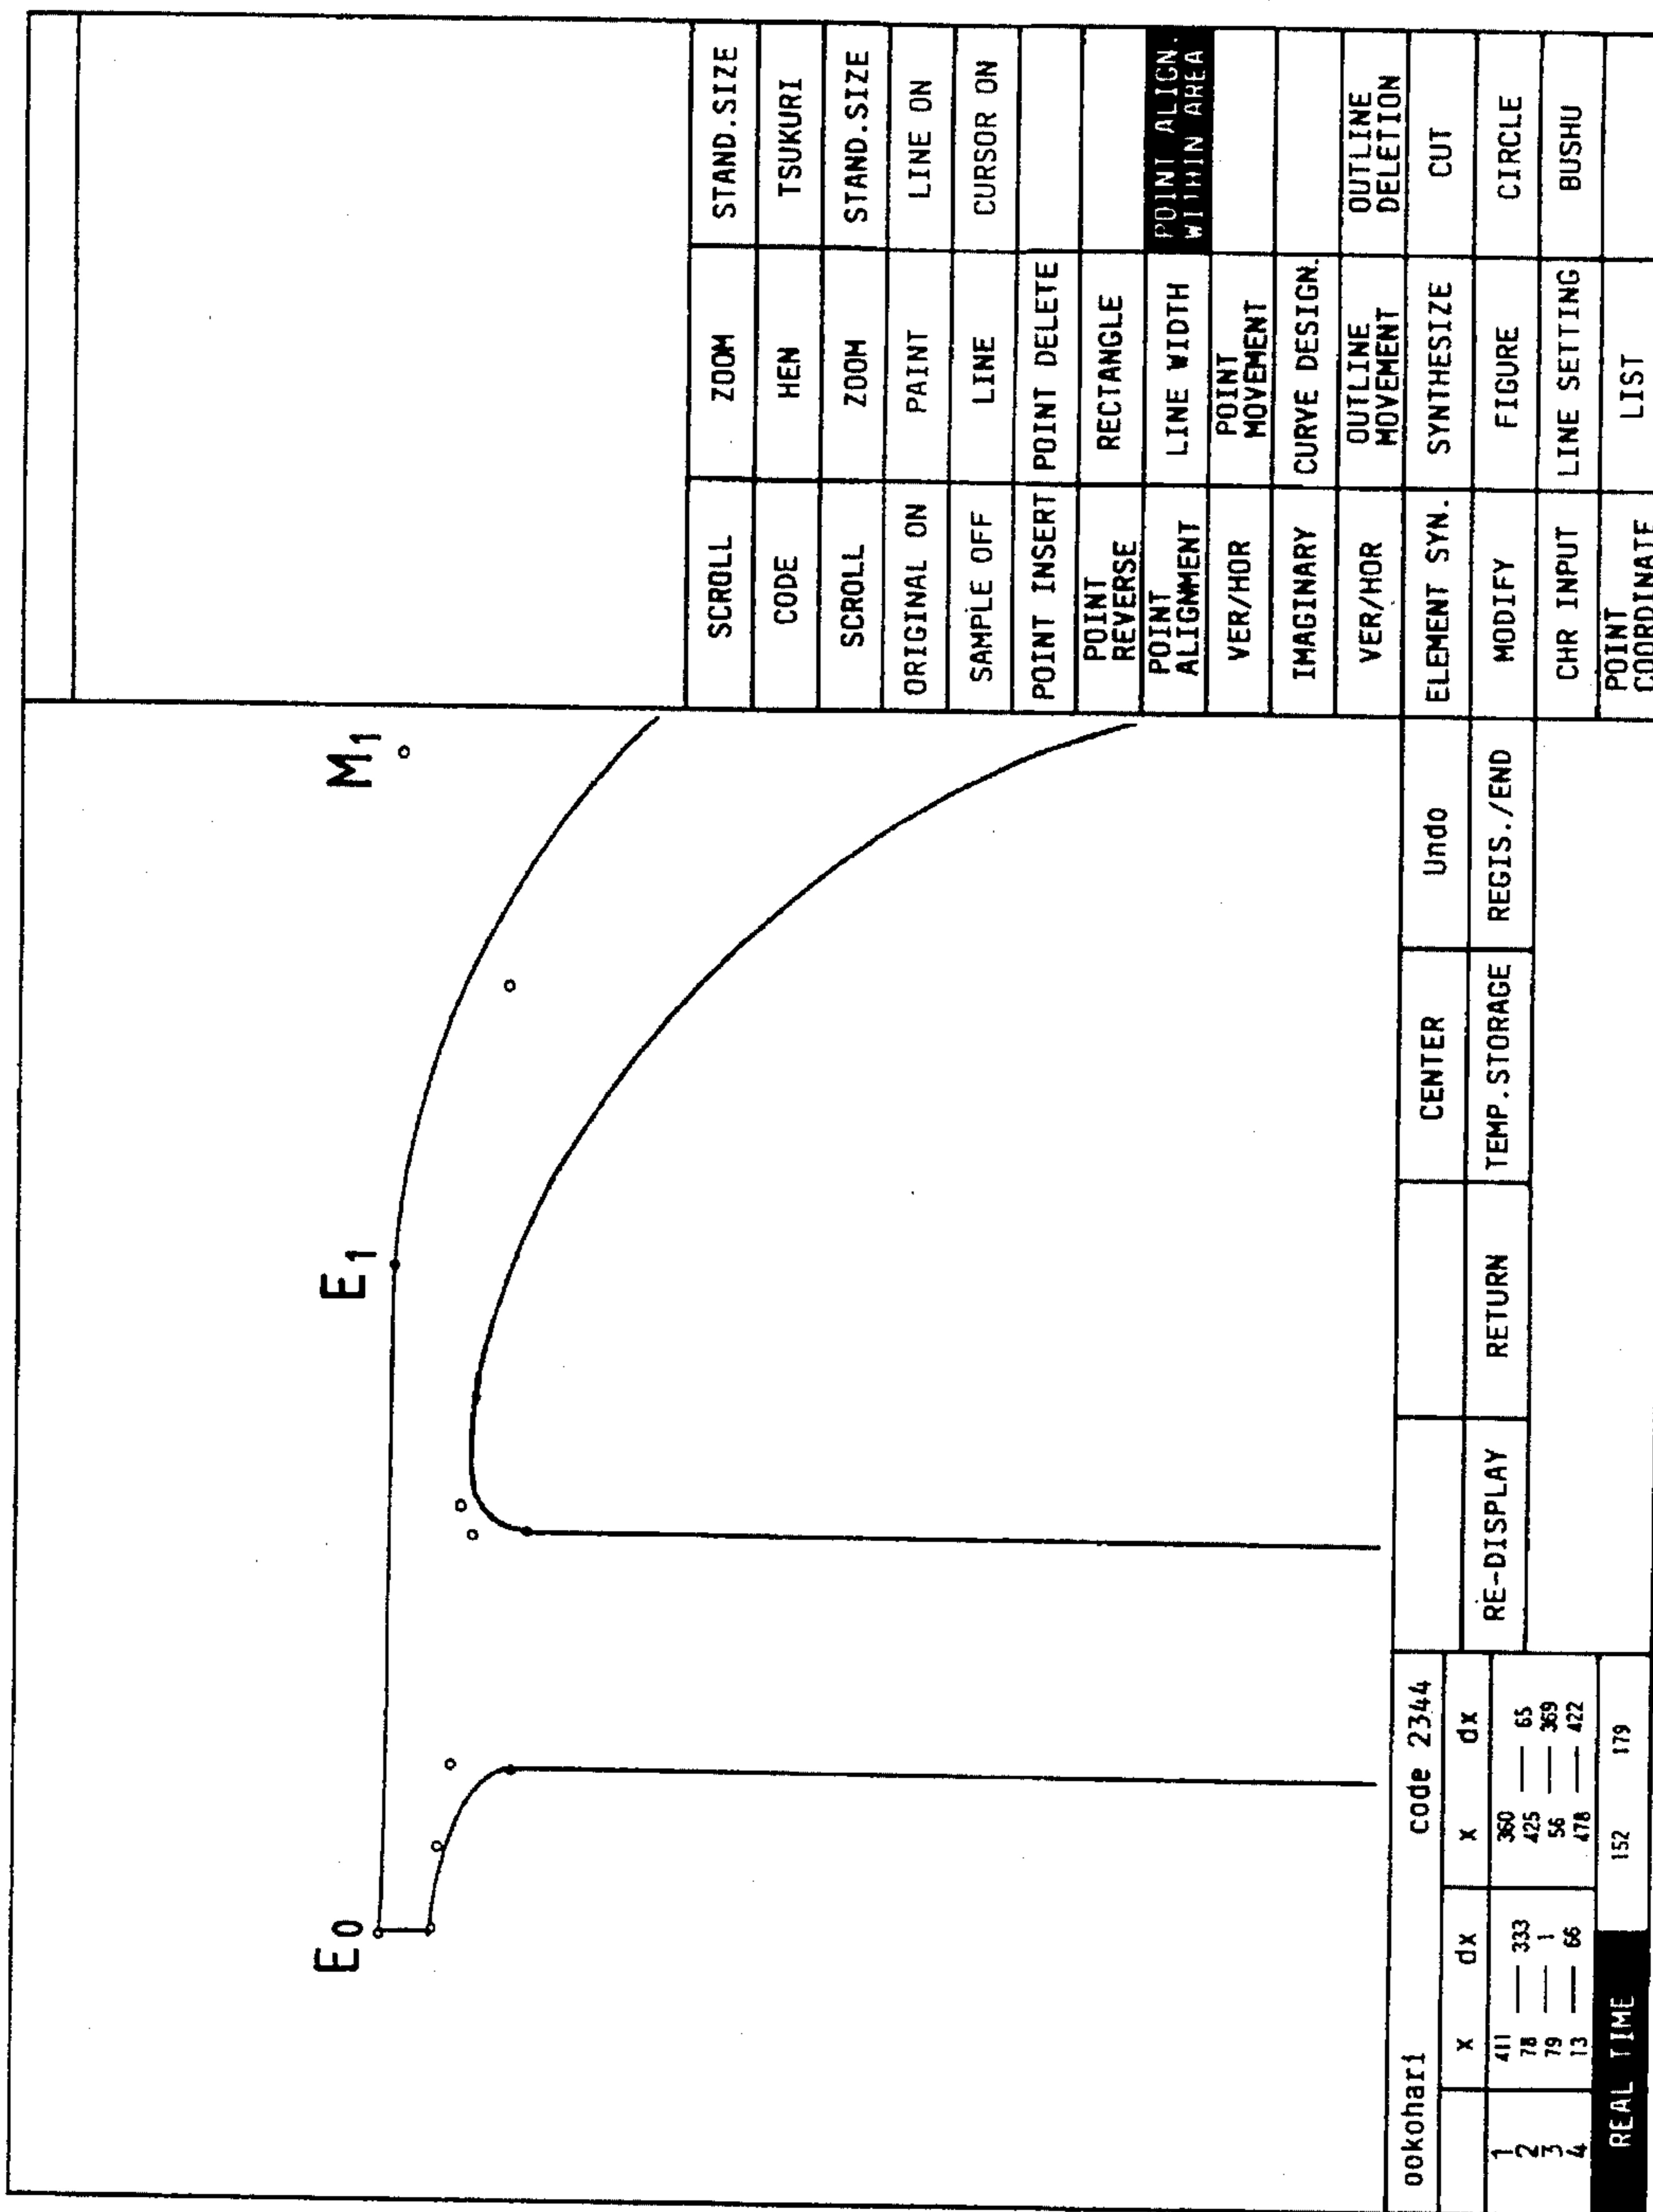 E0
E1
M1
SCROLL ZOOM STAND.SIZE
CODE HEN TSUKURI
SCROLL ZOOM STAND.SIZE
ORIGINAL ON PAINT LINE ON
SAMPLE OFF LINE CURSOR ON
POINT INSERT POINT DELETE
POINT
REVERSE
RECTANGLE
POINT
ALIGNMENT
LINE WIDTH
POINT ALIGN.
WITHIN AREA
VER/HOR
POINT
MOVEMENT
IMAGINARY CURVE DESIGN.
VER/HOR
OUTLINE
MOVEMENT
OUTLINE
DELETION
ELEMENT SYN. SYNTHESIZE CUT
MODIFY FIGURE CIRCLE
CHR INPUT LINE SETTING BUSHU
POINT
COORDINATE
LIST
ookohari code 2344
CENTER Undo
x dx x dx
RE-DISPLAY RETURN TEMP.STORAGE REGIS./END
1 411 360
2 78 — 333 425 — 65
3 79 — 1 56 — 369
4 13 — 66 478 — 422
REAL TIME 152 179